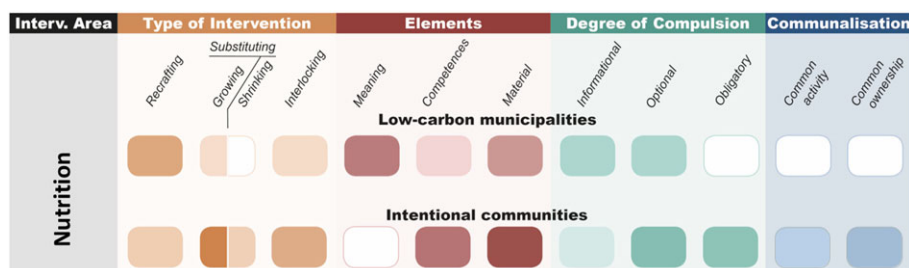 Interv. Area Type of Intervention Elements Degree of Compulsion Communalisation
Substituting
Recrafting Growing Shrinking Interlocking Meaning Competences Material Informational Optional Obligatory Common activity Common ownership
Low-carbon municipalities
Nutrition
Intentional communities